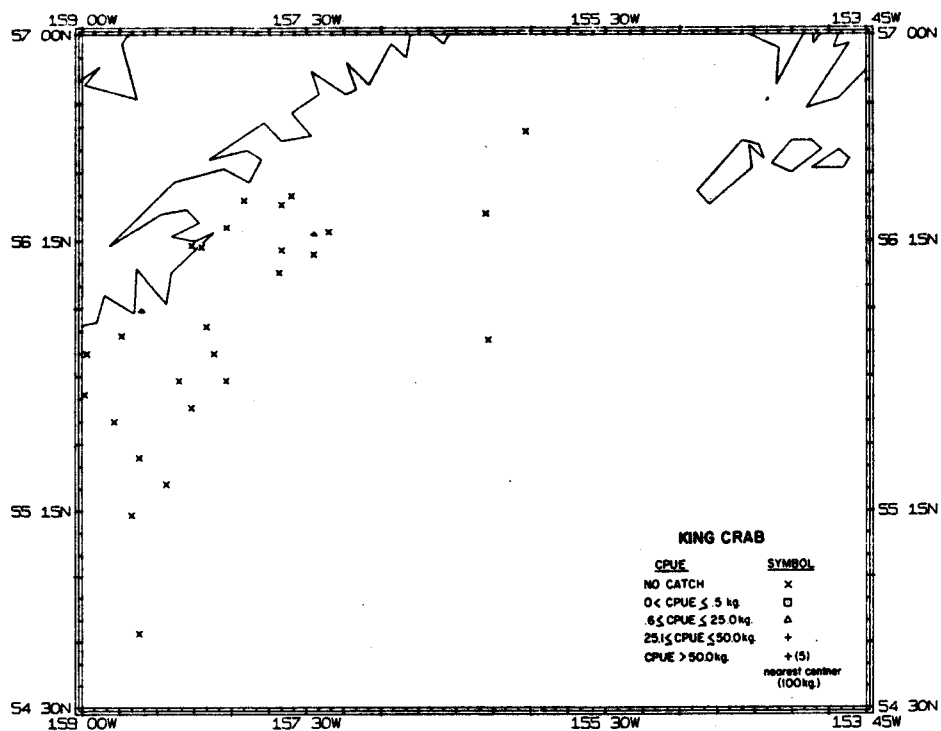 159 00W 157 30W 155 30W 153 45W
57 00N 57 00N
56 15N 56 15N
55 15N 55 15N
KING CRAB
CPUE SYMBOL
NO CATCH x
0 < CPUE ≤ .5 kg. □
.6 ≤ CPUE ≤ 25.0 kg. △
25.1 ≤ CPUE ≤ 50.0 kg. +
CPUE > 50.0 kg. + (5)
nearest centner
(100 kg.)
54 30N 54 30N
159 00W 157 30W 155 30W 153 45W